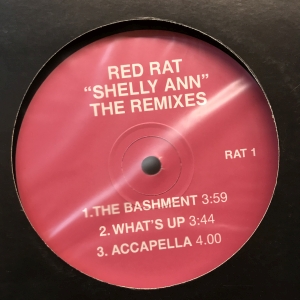 RED RAT
"SHELLY ANN"
THE REMIXES
RAT 1
1.THE BASHMENT 3:59
2. WHAT'S UP 3:44
3. ACCAPELLA 4.00